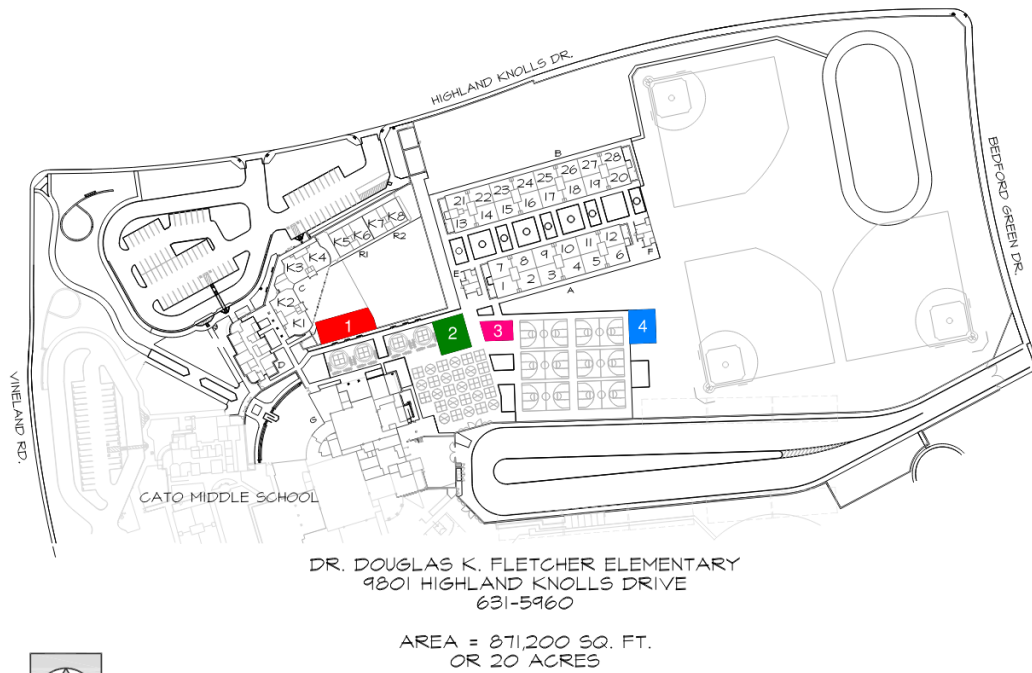 HIGHLAND KNOLLS DR.
BEDFORD GREEN DR.
VINELAND RD.
B
21 22 23 24 25 26 27 28
13 14 15 16 17 18 19 20
E
F
7 8 9 10 11 12
1 2 3 4 5 6
A
K5 K6 K7 K8
R1
R2
K3 K4
C
K2
K1
D
1
2
3
4
G
CATO MIDDLE SCHOOL
DR. DOUGLAS K. FLETCHER ELEMENTARY
9801 HIGHLAND KNOLLS DRIVE
631-5960
AREA = 871,200 SQ. FT.
OR 20 ACRES